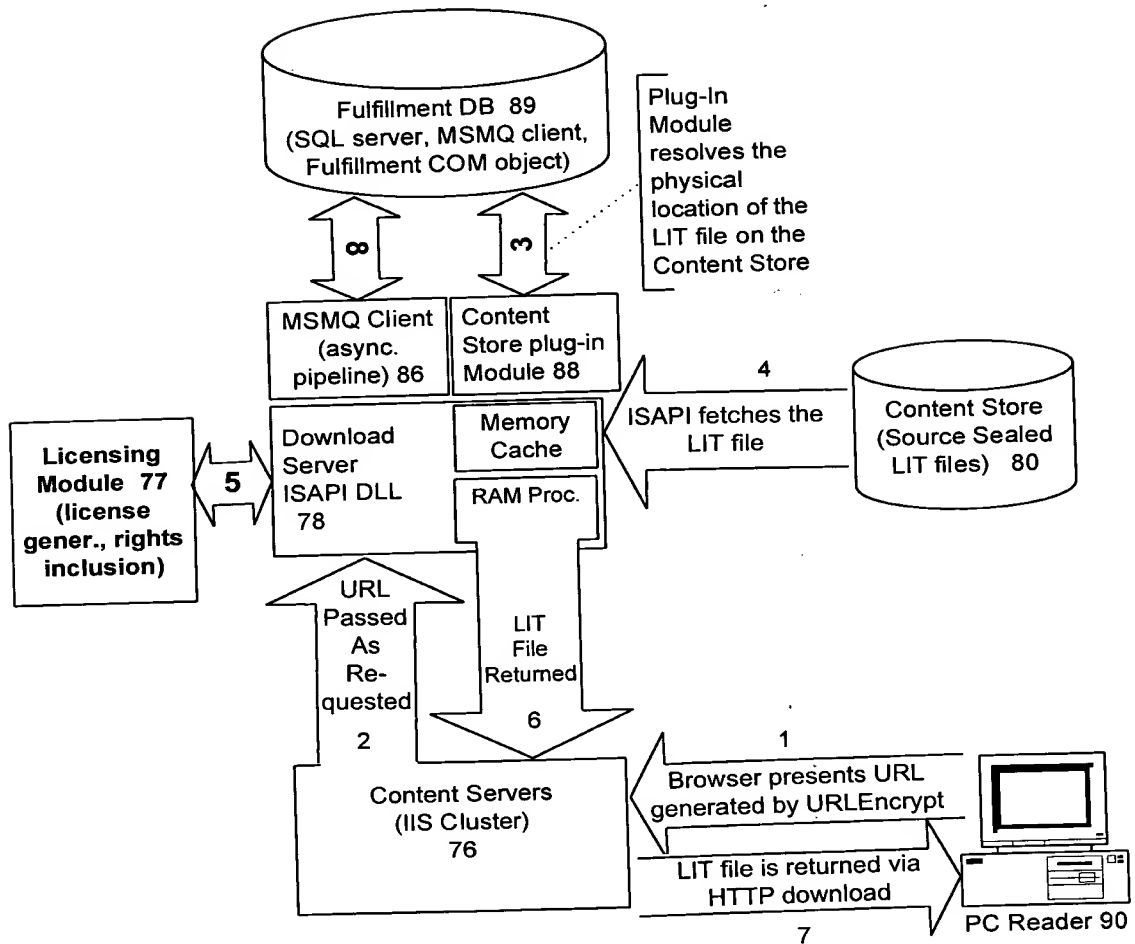 Fulfillment DB 89
(SQL server, MSMQ client,
Fulfillment COM object)
Plug-In
Module
resolves the
physical
location of the
LIT file on the
Content Store
8
3
MSMQ Client
(async.
pipeline) 86
Content
Store plug-in
Module 88
4
ISAPI fetches the
LIT file
Content Store
(Source Sealed
LIT files) 80
Licensing
Module 77
(license
gener., rights
inclusion)
5
Download
Server
ISAPI DLL
78
Memory
Cache
RAM Proc.
URL
Passed
As
Re-
quested
2
LIT
File
Returned
6
Content Servers
(IIS Cluster)
76
1
Browser presents URL
generated by URLEncrypt
LIT file is returned via
HTTP download
7
PC Reader 90